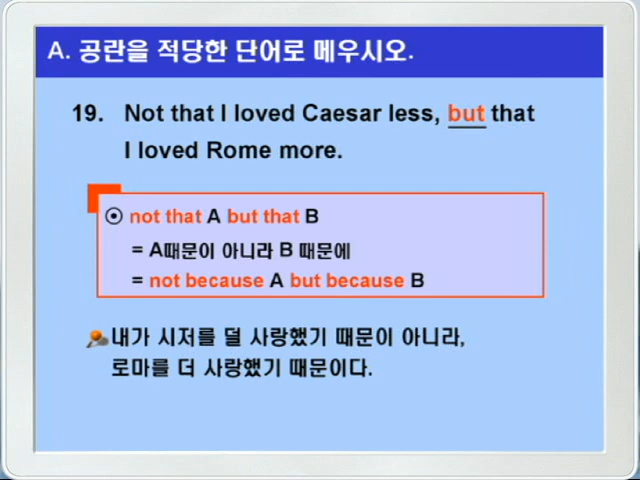 A. 공란을 적당한 단어로 메우시오.
19. Not that I loved Caesar less, but that
I loved Rome more.
⊙ not that A but that B
= A때문이 아니라 B 때문에
= not because A but because B
내가 시저를 덜 사랑했기 때문이 아니라,
로마를 더 사랑했기 때문이다.